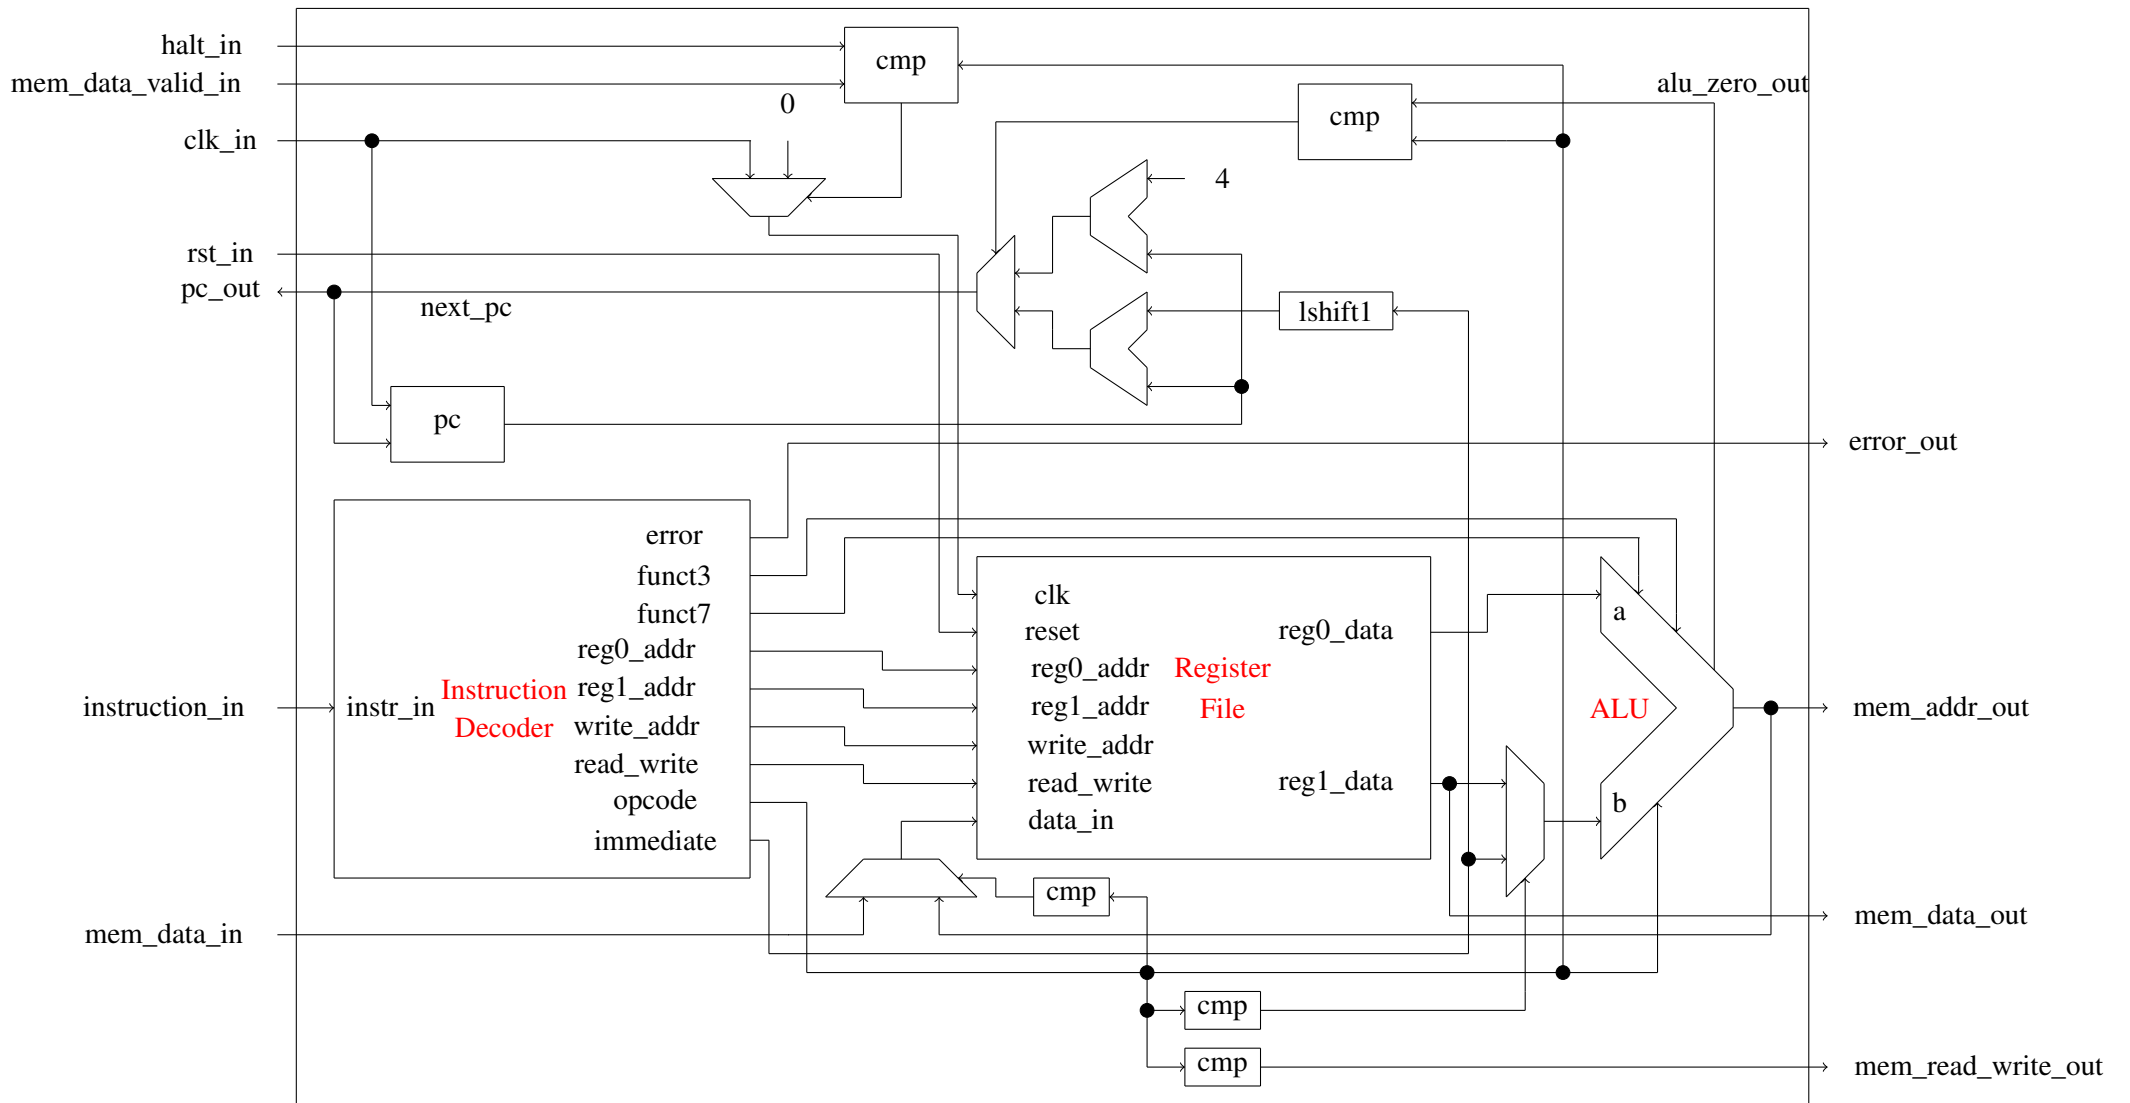 halt_in
cmp
mem_data_valid_in
alu_zero_out
0
cmp
clk_in
4
rst_in
pc_out
next_pc
lshift1
pc
error_out
error
funct3
funct7
reg0_addr
reg1_addr
write_addr
read_write
opcode
immediate
instruction_in
instr_in
Instruction
Decoder
clk
reset
reg0_addr
reg1_addr
write_addr
read_write
data_in
Register
File
reg0_data
reg1_data
a
ALU
b
mem_addr_out
cmp
mem_data_out
mem_data_in
cmp
cmp
mem_read_write_out